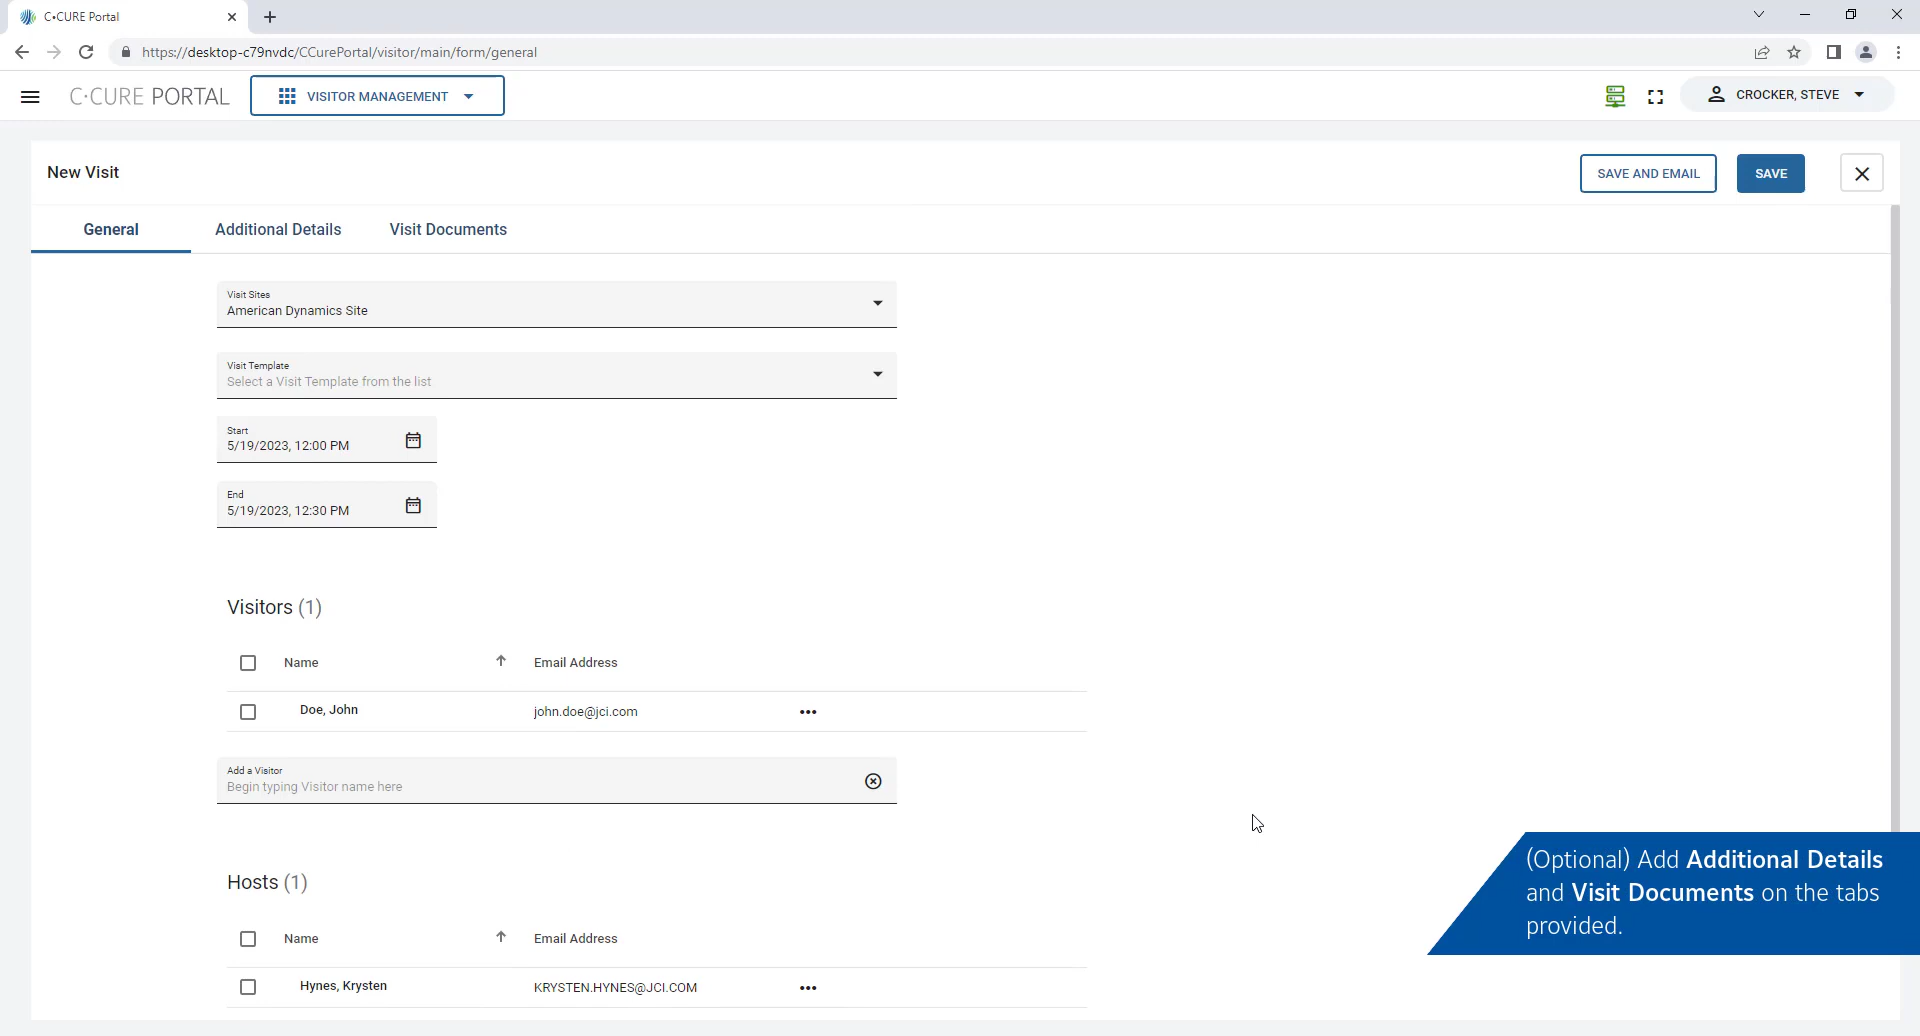 C•CURE Portal
https://desktop-c79nvdc/CCurePortal/visitor/main/form/general
C·CURE PORTAL
VISITOR MANAGEMENT
CROCKER, STEVE
New Visit
SAVE AND EMAIL
SAVE
General
Additional Details
Visit Documents
Visit Sites
American Dynamics Site
Visit Template
Select a Visit Template from the list
Start
5/19/2023, 12:00 PM
End
5/19/2023, 12:30 PM
Visitors (1)
Name
Email Address
Doe, John
john.doe@jci.com
Add a Visitor
Begin typing Visitor name here
Hosts (1)
Name
Email Address
Hynes, Krysten
KRYSTEN.HYNES@JCI.COM
(Optional) Add Additional Details
and Visit Documents on the tabs
provided.